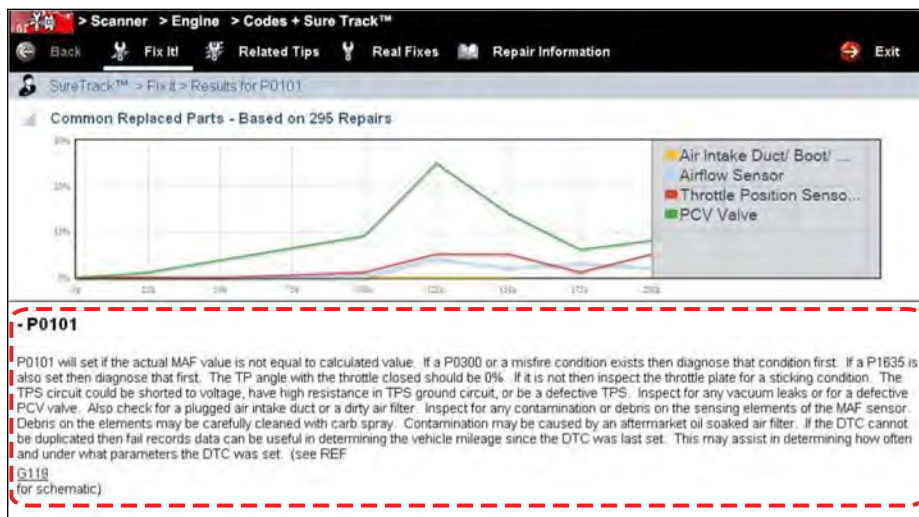 > Scanner > Engine > Codes + Sure Track™
Back Fix It! Related Tips Real Fixes Repair Information Exit
SureTrack™ > Fix It > Results for P0101
Common Replaced Parts - Based on 295 Repairs
Air Intake Duct/ Boot/ ...
Airflow Sensor
Throttle Position Senso...
PCV Valve
- P0101
P0101 will set if the actual MAF value is not equal to calculated value. If a P0300 or a misfire condition exists then diagnose that condition first. If a P1635 is
also set then diagnose that first. The TP angle with the throttle closed should be 0%. If it is not then inspect the throttle plate for a sticking condition. The
TPS circuit could be shorted to voltage, have high resistance in TPS ground circuit, or be a defective TPS. Inspect for any vacuum leaks or for a defective
PCV valve. Also check for a plugged air intake duct or a dirty air filter. Inspect for any contamination or debris on the sensing elements of the MAF sensor.
Debris on the elements may be carefully cleaned with carb spray. Contamination may be caused by an aftermarket oil soaked air filter. If the DTC cannot
be duplicated then fail records data can be useful in determining the vehicle mileage since the DTC was last set. This may assist in determining how often
and under what parameters the DTC was set. (see REF
G118
for schematic)